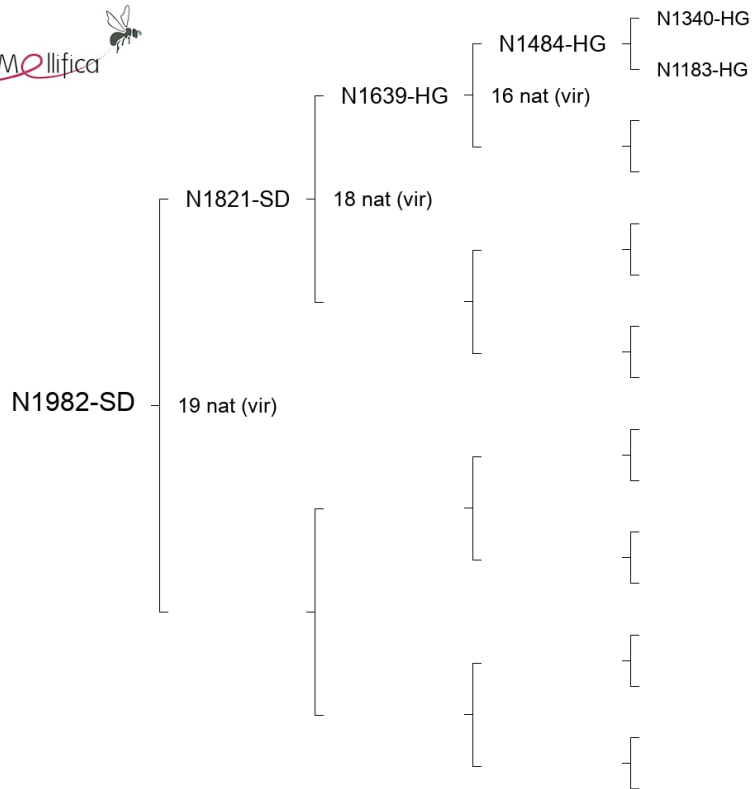 Mellifica
N1340-HG
N1484-HG
N1183-HG
N1639-HG
16 nat (vir)
N1821-SD
18 nat (vir)
N1982-SD
19 nat (vir)